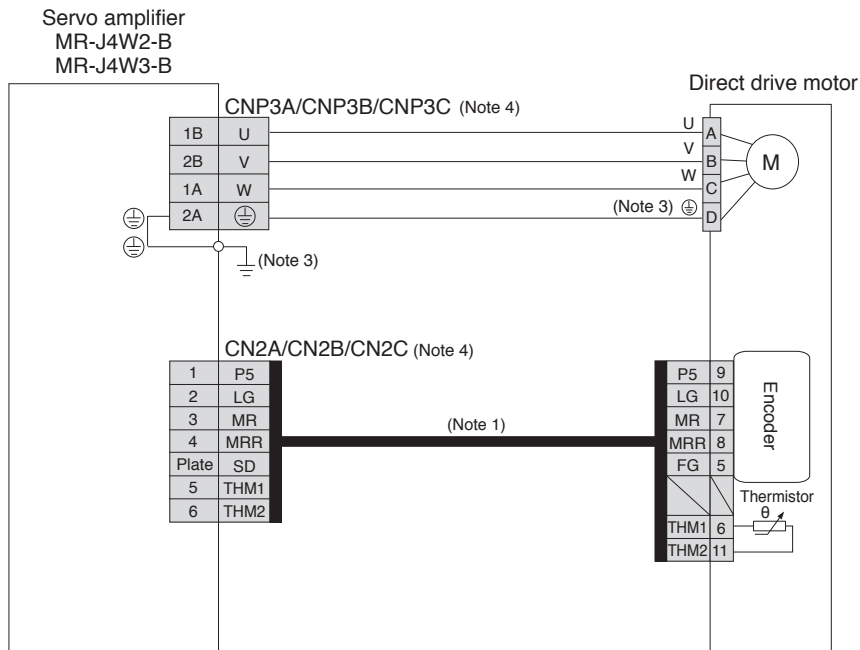 Servo amplifier
MR-J4W2-B
MR-J4W3-B
Direct drive motor
CNP3A/CNP3B/CNP3C (Note 4)
1B U
2B V
1A W
2A
U A
V B
W C
(Note 3) D
M
(Note 3)
CN2A/CN2B/CN2C (Note 4)
1 P5
2 LG
3 MR
4 MRR
Plate SD
5 THM1
6 THM2
(Note 1)
P5 9
LG 10
MR 7
MRR 8
FG 5
THM1 6
THM2 11
Encoder
Thermistor
θ